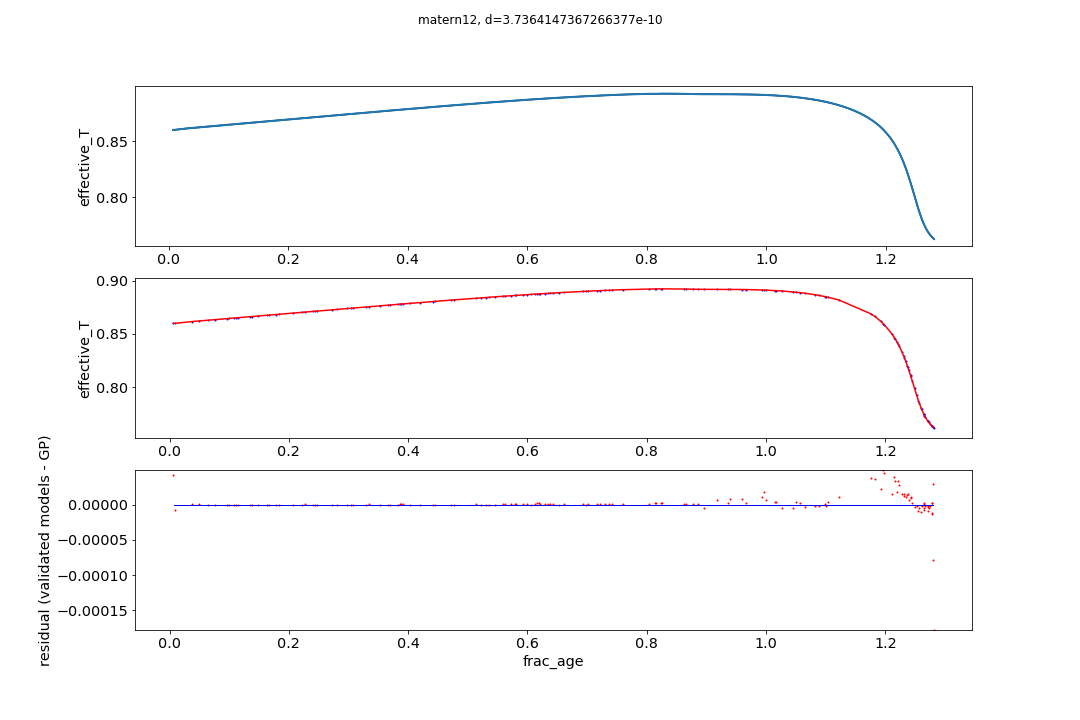 matern12, d=3.7364147367266377e-10
effective_T
0.85
0.80
0.0 0.2 0.4 0.6 0.8 1.0 1.2
effective_T
0.90
0.85
0.80
0.0 0.2 0.4 0.6 0.8 1.0 1.2
residual (validated models - GP)
0.00000
−0.00005
−0.00010
−0.00015
0.0 0.2 0.4 0.6 0.8 1.0 1.2
frac_age